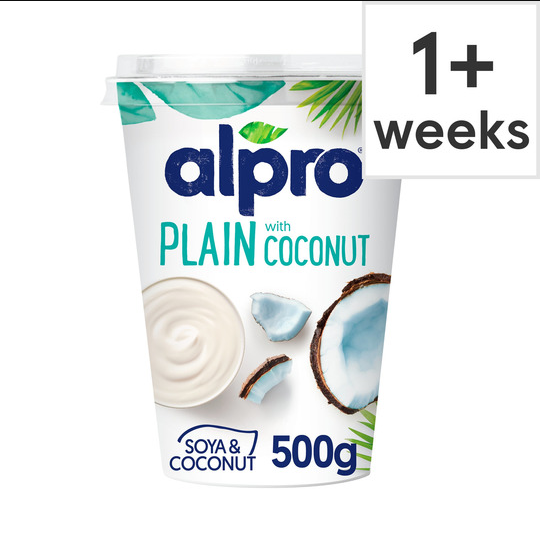 1+
weeks
alpro
PLAIN with COCONUT
SOYA &
COCONUT
500g